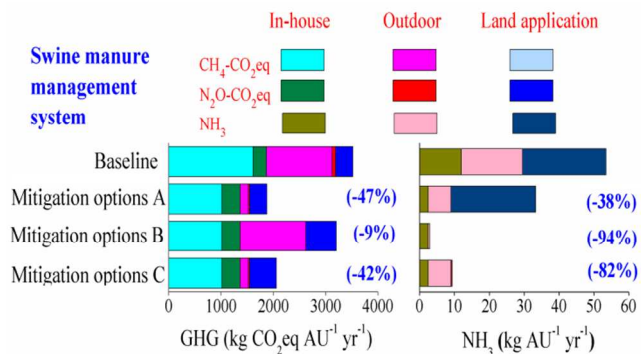 In-house Outdoor Land application
Swine manure
management
system
CH₄-CO₂eq
N₂O-CO₂eq
NH₃
Baseline
Mitigation options A (-47%) (-38%)
Mitigation options B (-9%) (-94%)
Mitigation options C (-42%) (-82%)
0 1000 2000 3000 4000 0 10 20 30 40 50 60
GHG (kg CO₂eq AU⁻¹ yr⁻¹) NH₃ (kg AU⁻¹ yr⁻¹)